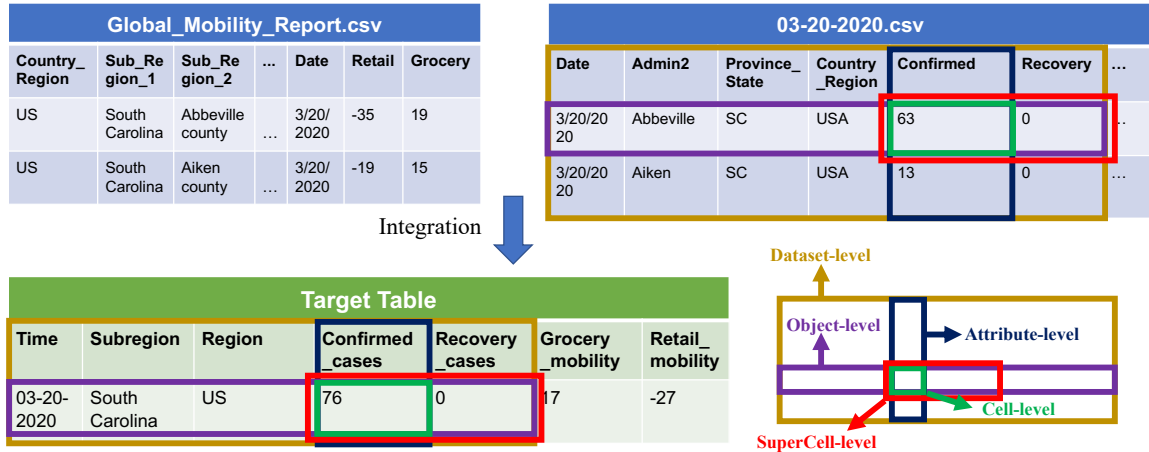 Global_Mobility_Report.csv
Country_ Sub_Re Sub_Re ... Date Retail Grocery
Region gion_1 gion_2
US South Abbeville 3/20/ -35 19
Carolina county … 2020
US South Aiken 3/20/ -19 15
Carolina county … 2020
03-20-2020.csv
Date Admin2 Province_ Country Confirmed Recovery …
State _Region
3/20/20 Abbeville SC USA 63 0 …
20
3/20/20 Aiken SC USA 13 0 …
20
Integration
Target Table
Time Subregion Region Confirmed Recovery Grocery Retail_
_cases _cases _mobility mobility
03-20- South US 76 0 17 -27
2020 Carolina
Dataset-level
Object-level
Attribute-level
Cell-level
SuperCell-level